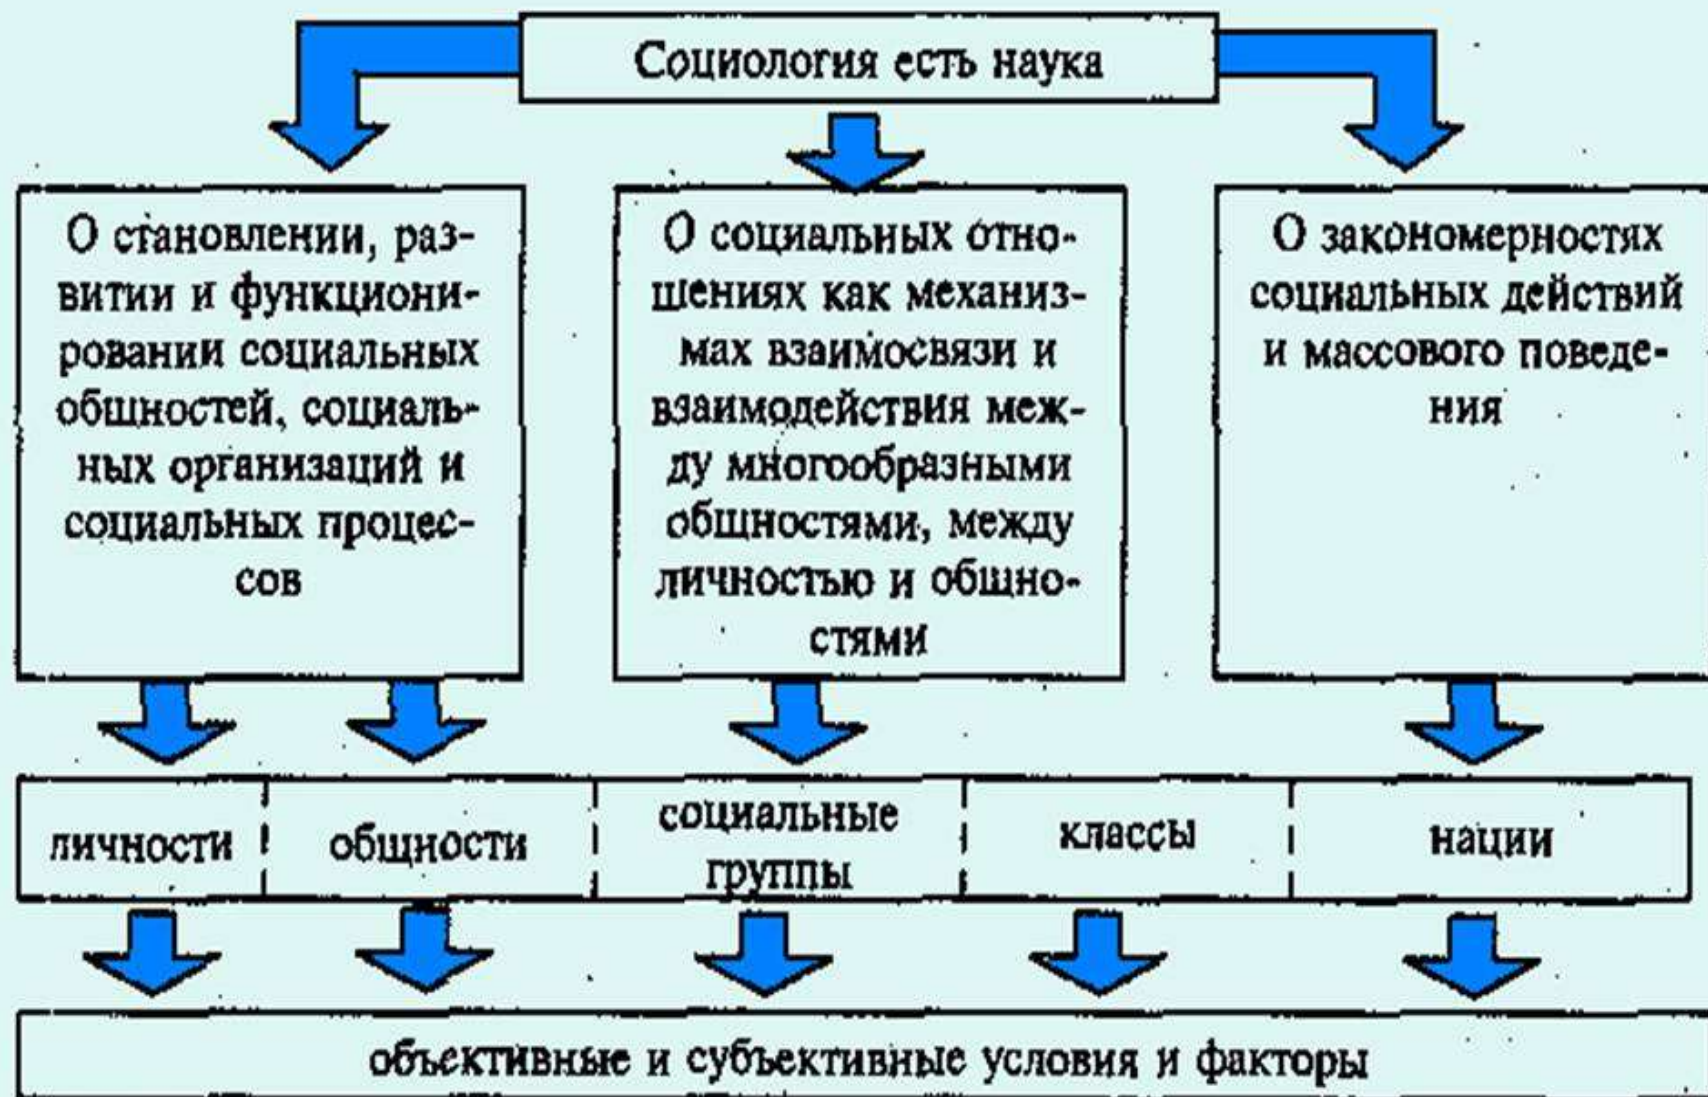 Социология есть наука
О становлении, раз-
витии и функциони-
ровании социальных
общностей, социаль-
ных организаций и
социальных процес-
сов
О социальных отно-
шениях как механиз-
мах взаимосвязи и
взаимодействия меж-
ду многообразными
общностями, между
личностью и общно-
стями
О закономерностях
социальных действий
и массового поведе-
ния
личности
общности
социальные
группы
классы
нации
объективные и субъективные условия и факторы